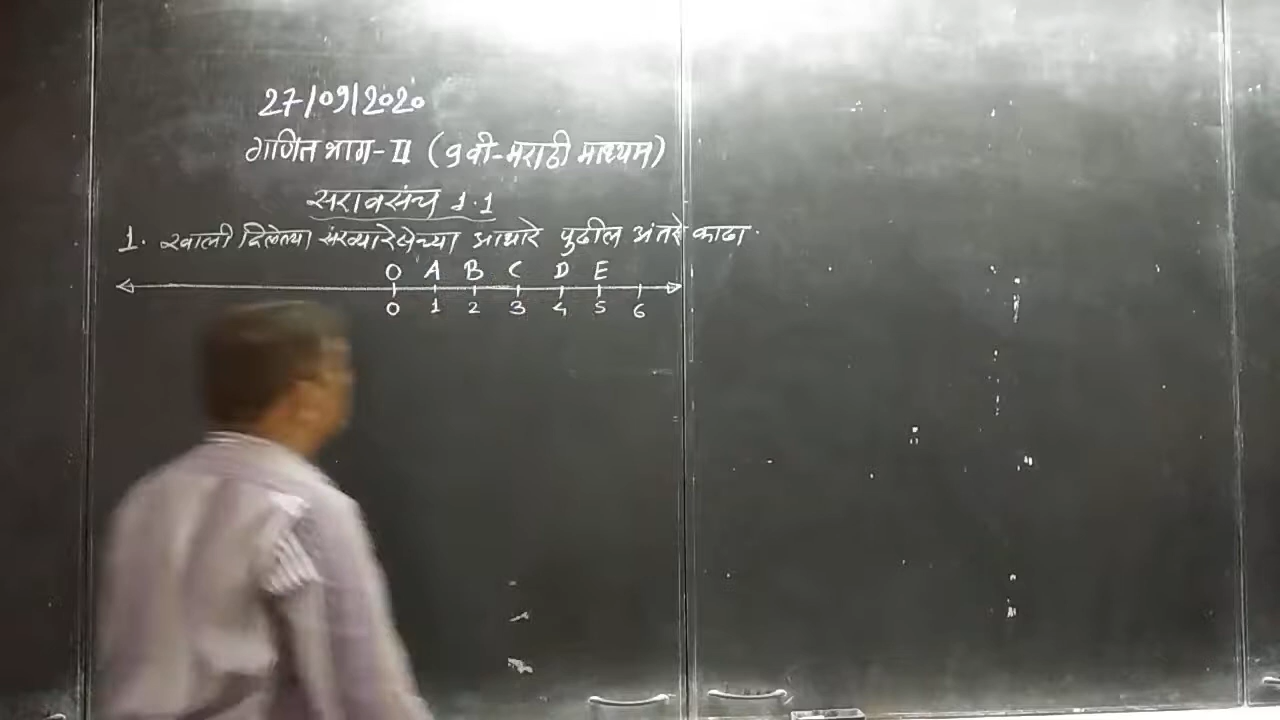 27/09/2020
गणित भाग-II (9वी-मराठी माध्यम)
सरावसंच 1.1
1. खाली दिलेल्या संख्यारेषेच्या आधारे पुढील अंतरे काढा.
O A B C D E
0 1 2 3 4 5 6